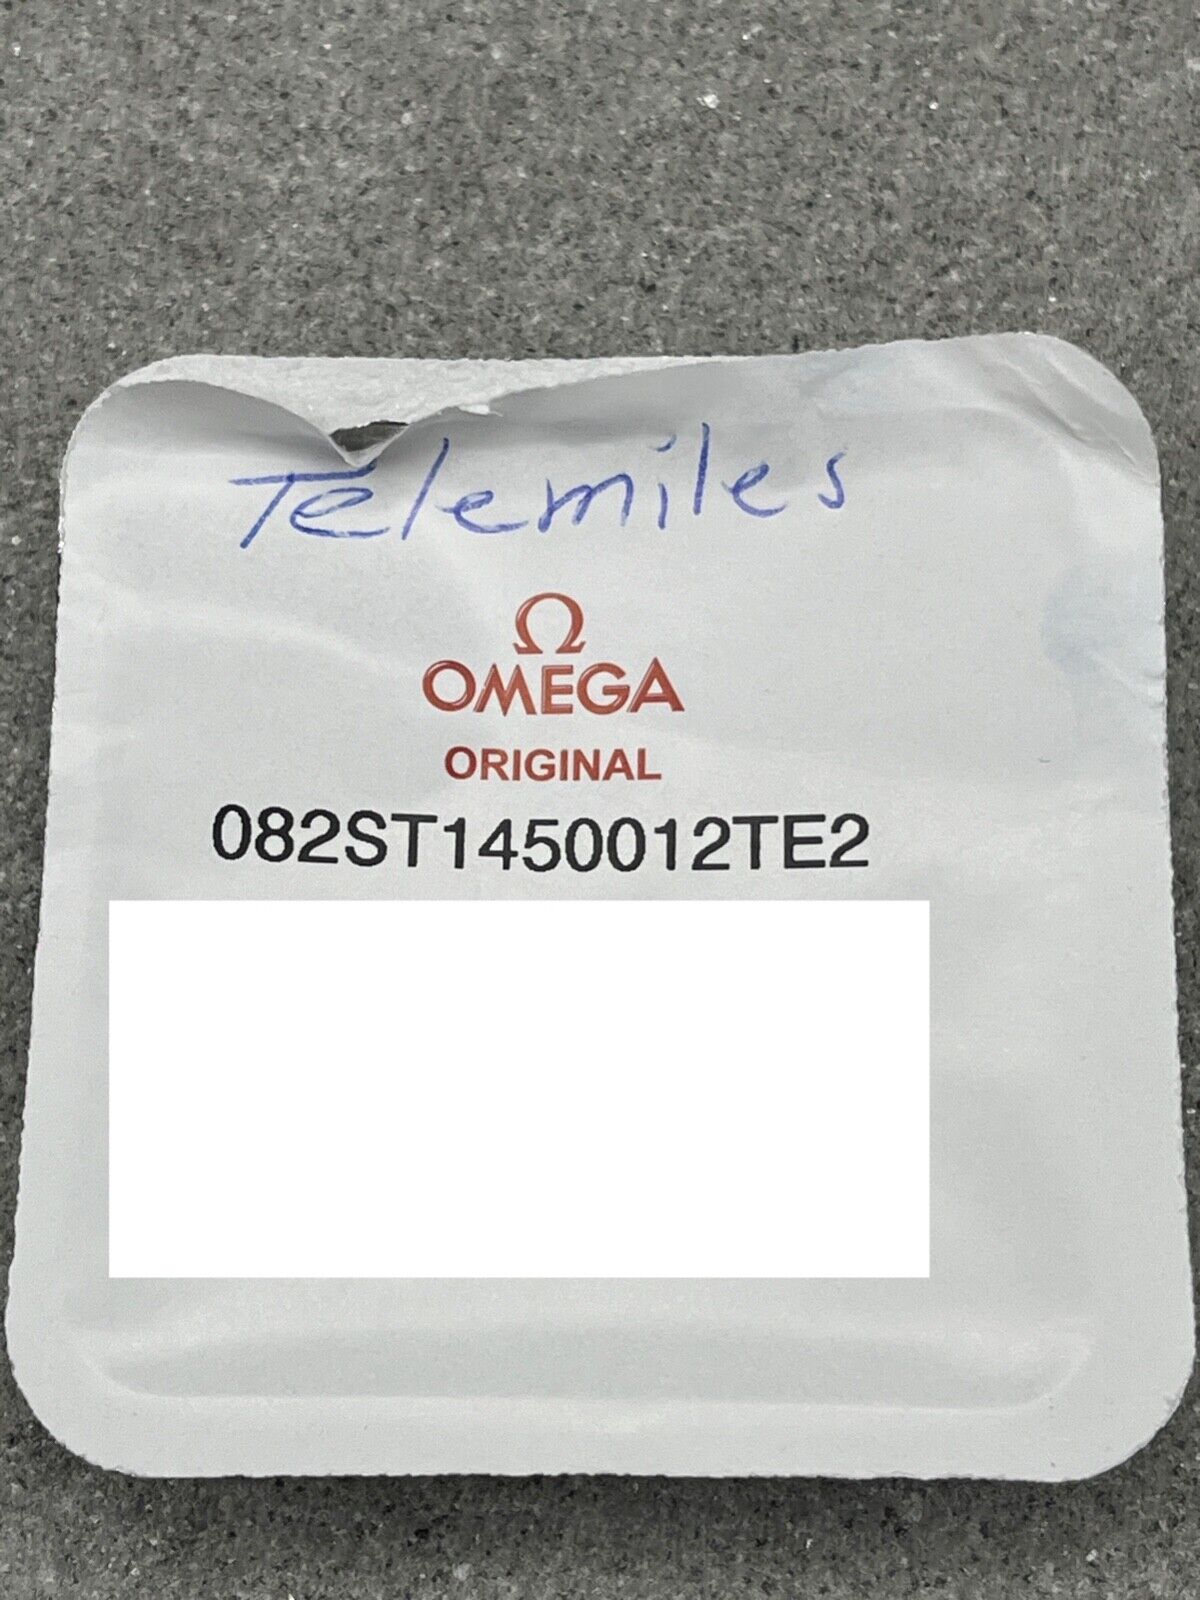 Telemiles
Ω
OMEGA
ORIGINAL
082ST1450012TE2